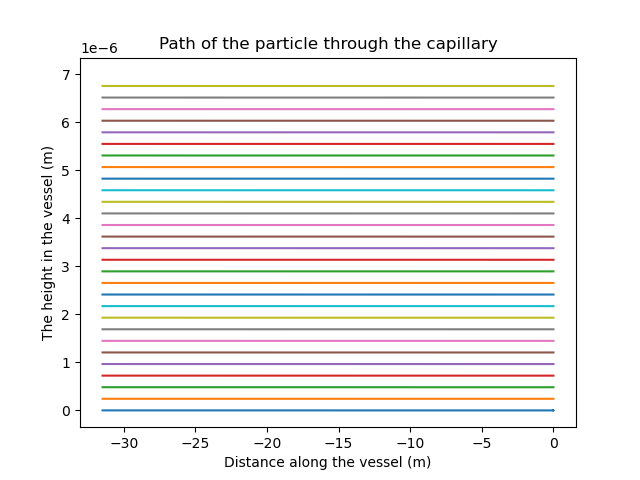 Path of the particle through the capillary
1e−6
7
6
5
4
3
2
1
0
The height in the vessel (m)
−30 −25 −20 −15 −10 −5 0
Distance along the vessel (m)